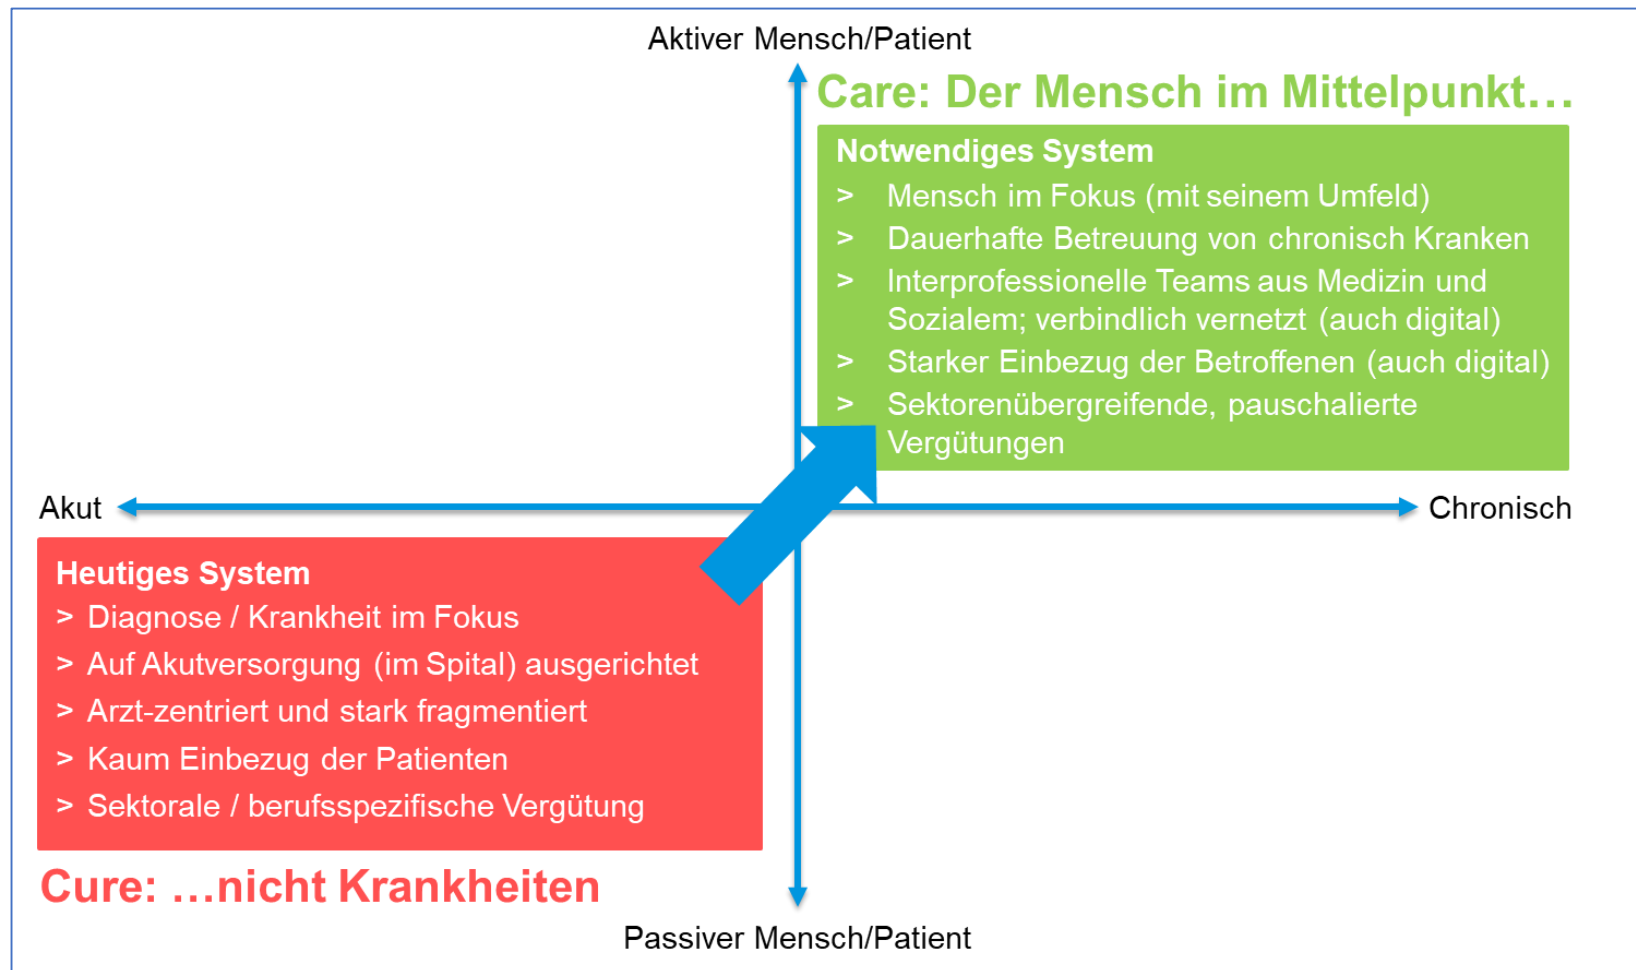 Aktiver Mensch/Patient
Care: Der Mensch im Mittelpunkt…
Notwendiges System
> Mensch im Fokus (mit seinem Umfeld)
> Dauerhafte Betreuung von chronisch Kranken
> Interprofessionelle Teams aus Medizin und
Sozialem; verbindlich vernetzt (auch digital)
> Starker Einbezug der Betroffenen (auch digital)
> Sektorenübergreifende, pauschalierte
Vergütungen
Akut
Chronisch
Heutiges System
> Diagnose / Krankheit im Fokus
> Auf Akutversorgung (im Spital) ausgerichtet
> Arzt-zentriert und stark fragmentiert
> Kaum Einbezug der Patienten
> Sektorale / berufsspezifische Vergütung
Cure: …nicht Krankheiten
Passiver Mensch/Patient